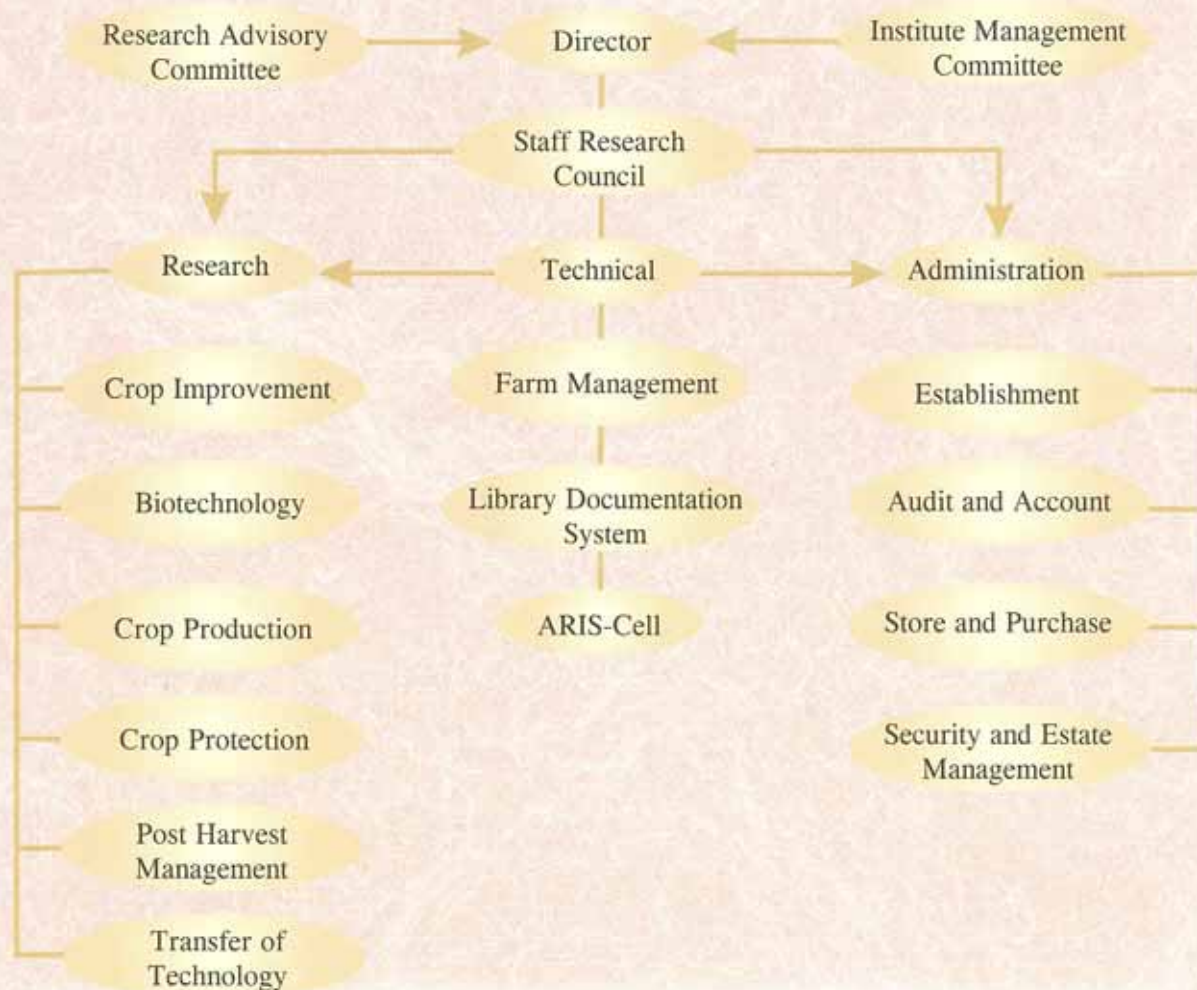 Research Advisory
Committee
Director
Institute Management
Committee
Staff Research
Council
Research
Technical
Administration
Crop Improvement
Farm Management
Establishment
Biotechnology
Library Documentation
System
Audit and Account
Crop Production
ARIS-Cell
Store and Purchase
Crop Protection
Security and Estate
Management
Post Harvest
Management
Transfer of
Technology